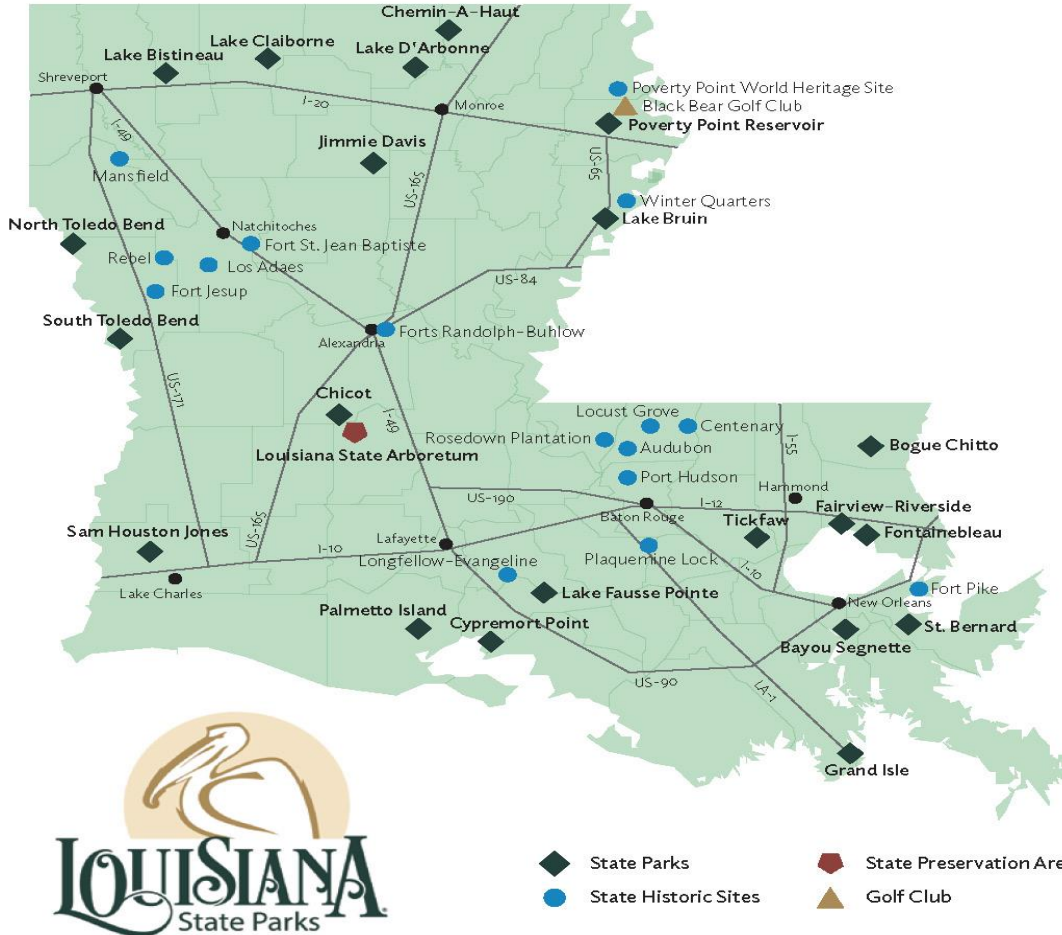 Chemin-A-Haut
Lake Claiborne
Lake D'Arbonne
Lake Bistineau
Shreveport
Poverty Point World Heritage Site
I-20
Monroe
Black Bear Golf Club
Poverty Point Reservoir
I-49
Jimmie Davis
US-165
US-65
Mansfield
Winter Quarters
Lake Bruin
North Toledo Bend
Natchitoches
Fort St. Jean Baptiste
Rebel
Los Adaes
US-84
Fort Jesup
South Toledo Bend
Alexandria
Forts Randolph-Buhlow
US-171
Chicot
I-49
Louisiana State Arboretum
Locust Grove
Centenary
Rosedown Plantation
Audubon
I-55
Bogue Chitto
Port Hudson
US-190
Hammond
I-12
Fairview-Riverside
Baton Rouge
Tickfaw
Fontainebleau
Sam Houston Jones
US-165
I-10
Lafayette
Longfellow-Evangeline
Plaquemine Lock
I-10
Lake Charles
Lake Fausse Pointe
Fort Pike
New Orleans
Palmetto Island
Cypremort Point
St. Bernard
Bayou Segnette
US-90
LA-1
Grand Isle
LOUISIANA
State Parks
State Parks
State Preservation Are
State Historic Sites
Golf Club